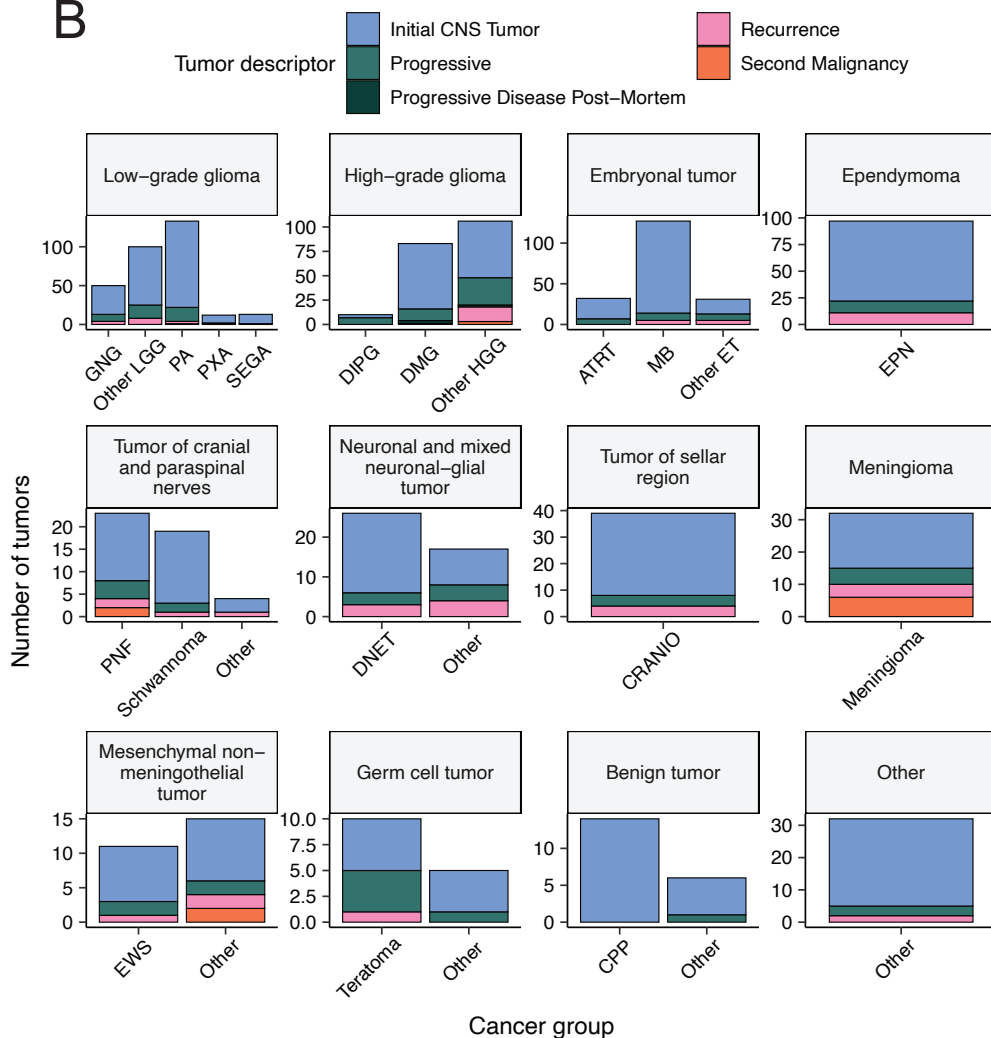 B
Tumor descriptor
Initial CNS Tumor
Progressive
Progressive Disease Post−Mortem
Recurrence
Second Malignancy
Number of tumors
Low−grade glioma
100
50
0
GNG
Other LGG
PA
PXA
SEGA
High−grade glioma
100
75
50
25
0
DIPG
DMG
Other HGG
Embryonal tumor
100
50
0
ATRT
MB
Other ET
Ependymoma
100
75
50
25
0
EPN
Tumor of cranial
and paraspinal
nerves
20
15
10
5
0
PNF
Schwannoma
Other
Neuronal and mixed
neuronal−glial
tumor
20
10
0
DNET
Other
Tumor of sellar
region
40
30
20
10
0
CRANIO
Meningioma
30
20
10
0
Meningioma
Mesenchymal non−
meningothelial
tumor
15
10
5
0
EWS
Other
Germ cell tumor
10.0
7.5
5.0
2.5
0.0
Teratoma
Other
Benign tumor
10
5
0
CPP
Other
Other
30
20
10
0
Other
Cancer group